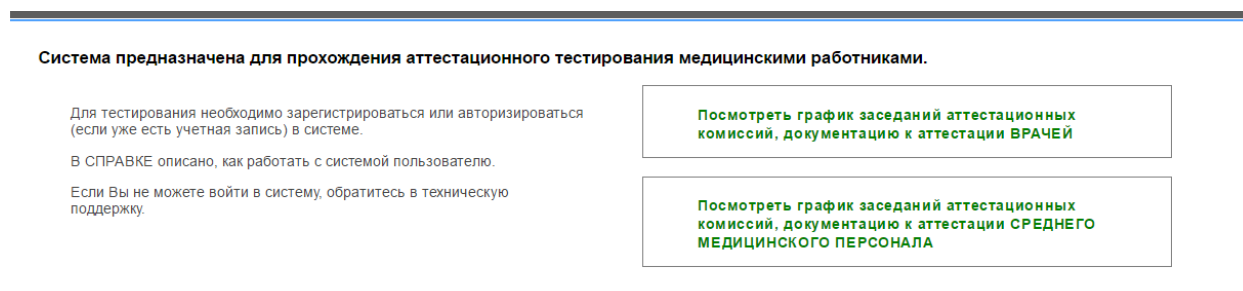 Система предназначена для прохождения аттестационного тестирования медицинскими работниками.
Для тестирования необходимо зарегистрироваться или авторизироваться
(если уже есть учетная запись) в системе.
В СПРАВКЕ описано, как работать с системой пользователю.
Если Вы не можете войти в систему, обратитесь в техническую
поддержку.
Посмотреть график заседаний аттестационных
комиссий, документацию к аттестации ВРАЧЕЙ
Посмотреть график заседаний аттестационных
комиссий, документацию к аттестации СРЕДНЕГО
МЕДИЦИНСКОГО ПЕРСОНАЛА